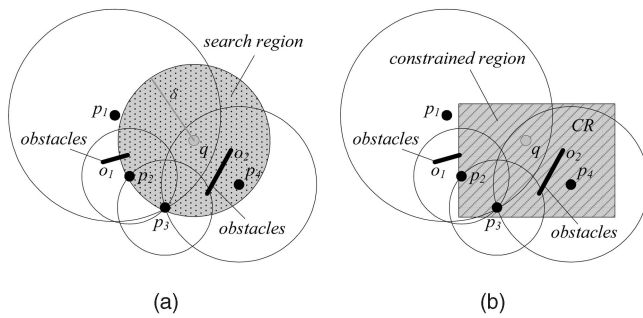 search region
δ
p1
obstacles
q
o2
o1
p2
p4
p3
obstacles
(a)
constrained region
p1
CR
obstacles
q
o2
o1
p2
p4
p3
obstacles
(b)